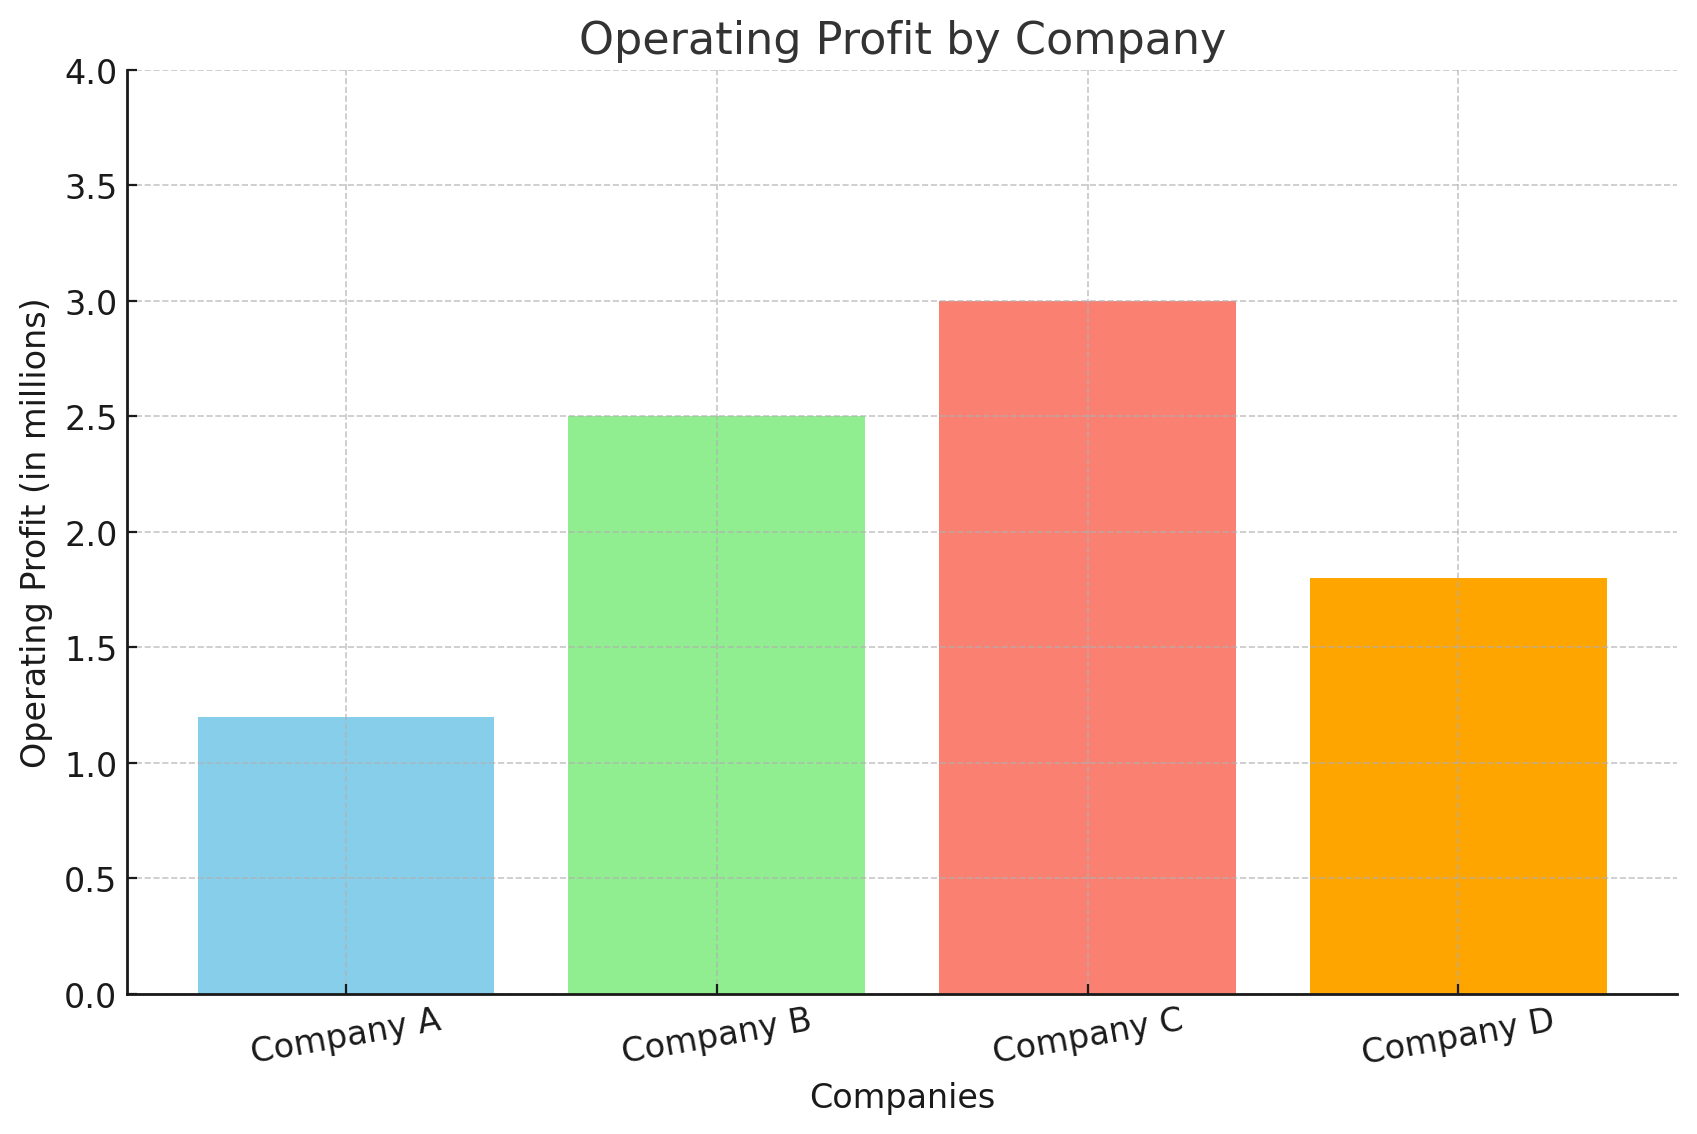 Operating Profit by Company
Operating Profit (in millions)
4.0
3.5
3.0
2.5
2.0
1.5
1.0
0.5
0.0
Company A
Company B
Company C
Company D
Companies